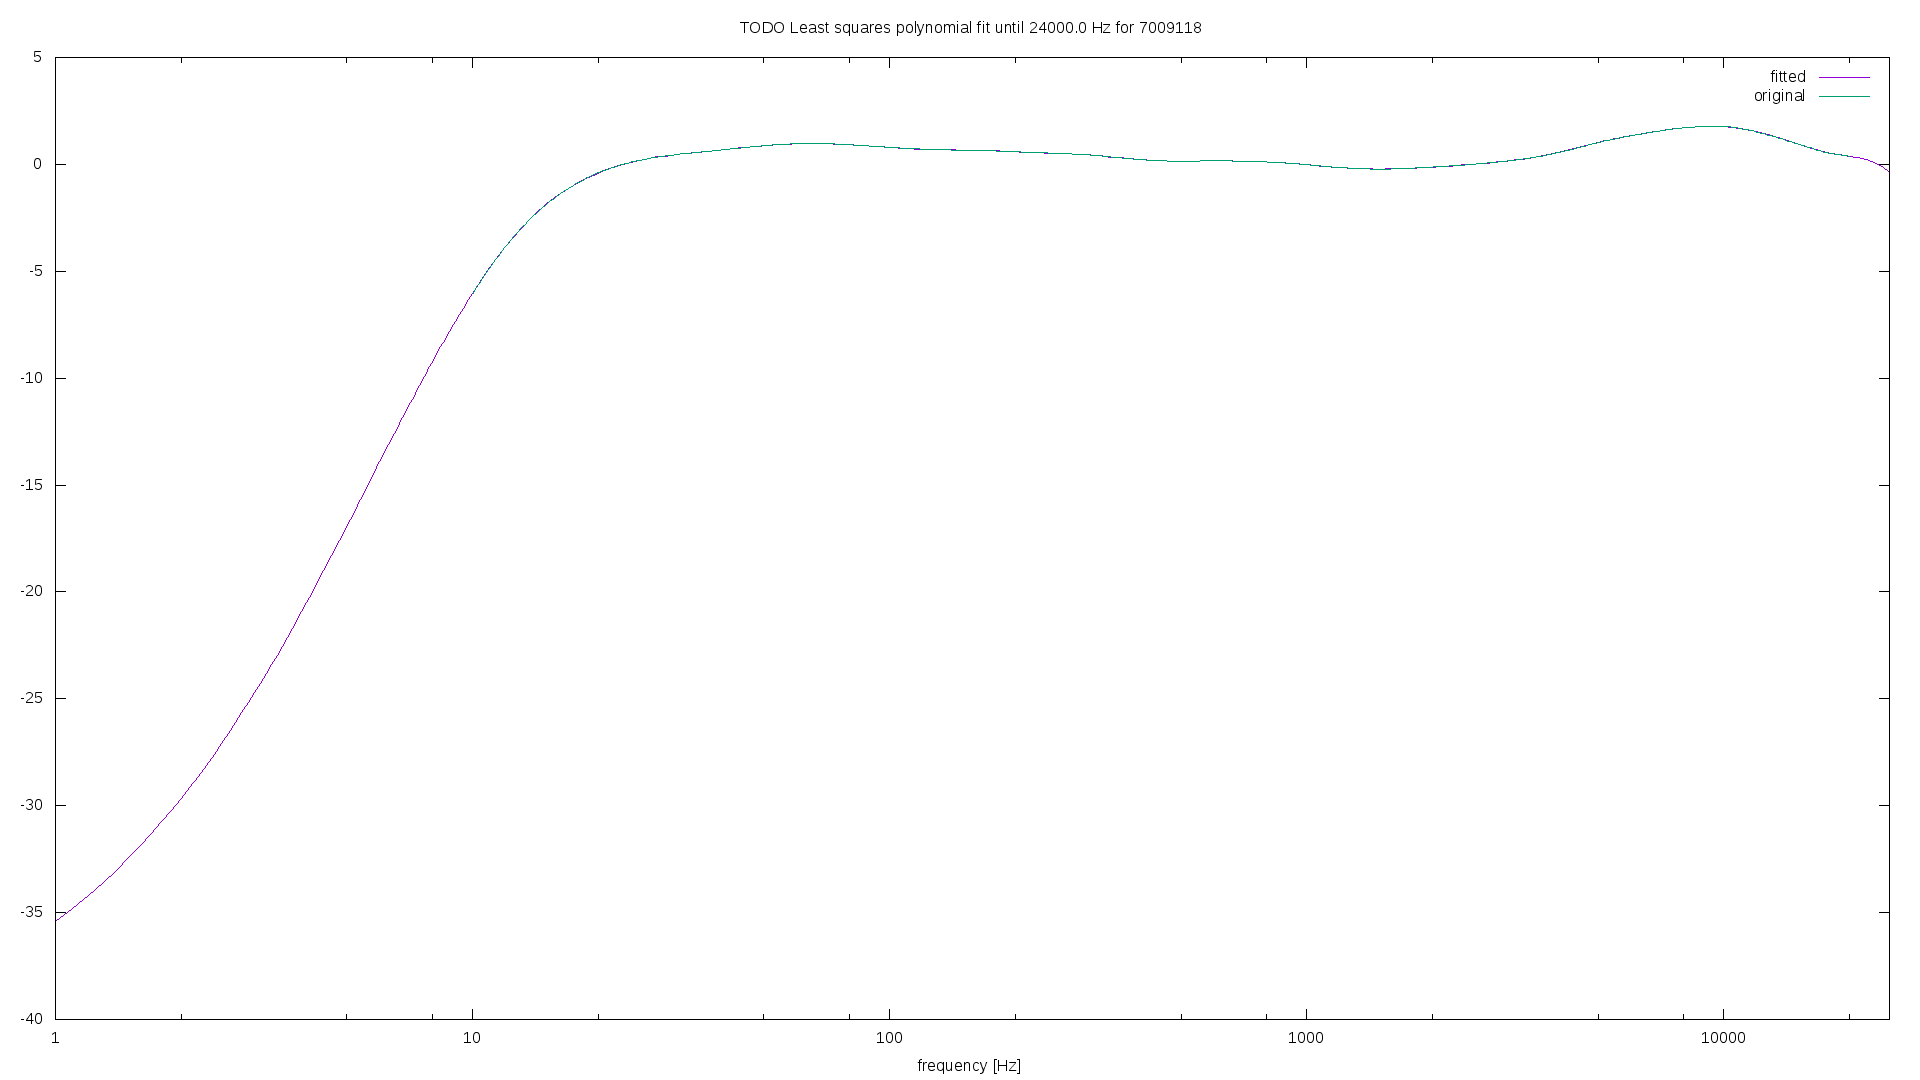 TODO Least squares polynomial fit until 24000.0 Hz for 7009118
5
fitted
original
0
-5
-10
-15
-20
-25
-30
-35
-40
1 10 100 1000 10000
frequency [Hz]